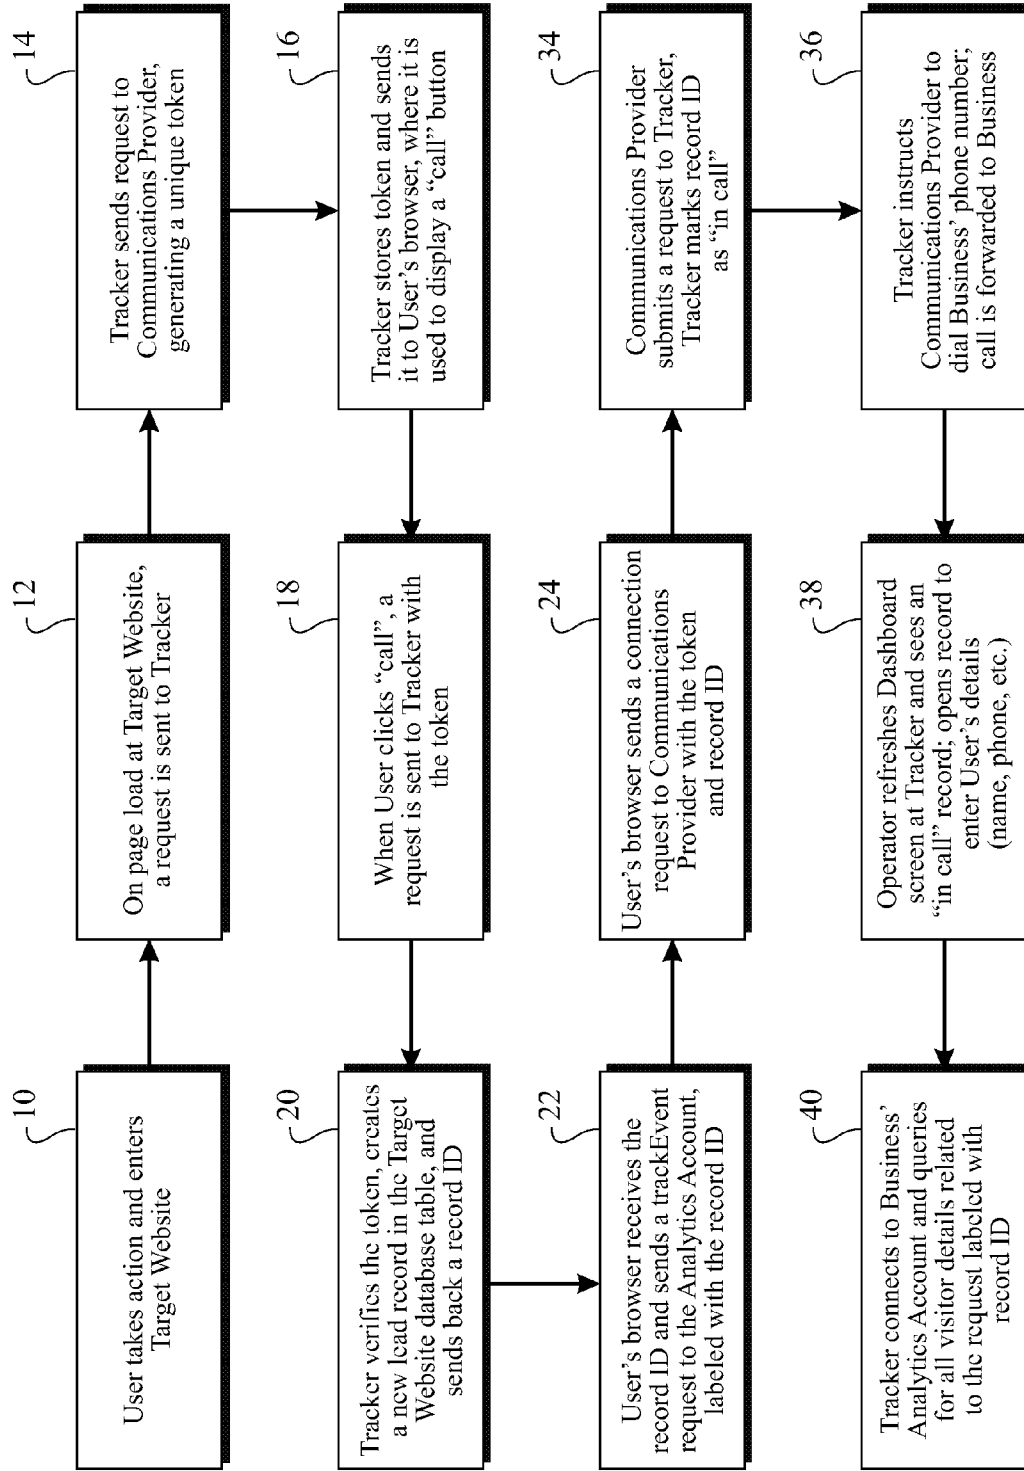 10
User takes action and enters
Target Website
12
On page load at Target Website,
a request is sent to Tracker
14
Tracker sends request to
Communications Provider,
generating a unique token
16
Tracker stores token and sends
it to User's browser, where it is
used to display a “call” button
18
When User clicks “call”, a
request is sent to Tracker with
the token
20
Tracker verifies the token, creates
a new lead record in the Target
Website database table, and
sends back a record ID
22
User's browser receives the
record ID and sends a trackEvent
request to the Analytics Account,
labeled with the record ID
24
User's browser sends a connection
request to Communications
Provider with the token
and record ID
34
Communications Provider
submits a request to Tracker,
Tracker marks record ID
as “in call”
36
Tracker instructs
Communications Provider to
dial Business' phone number;
call is forwarded to Business
38
Operator refreshes Dashboard
screen at Tracker and sees an
“in call” record; opens record to
enter User's details
(name, phone, etc.)
40
Tracker connects to Business'
Analytics Account and queries
for all visitor details related
to the request labeled with
record ID